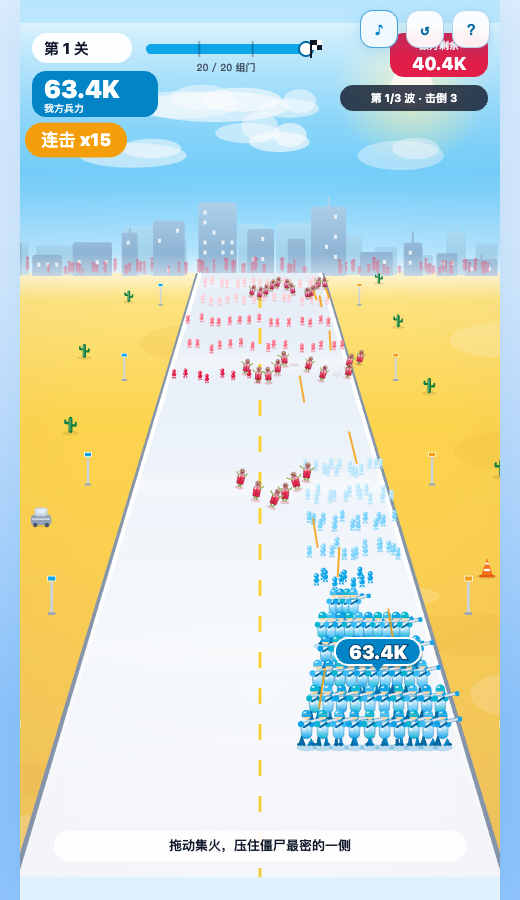 ♪ ↺ ?
第 1 关
20 / 20 组门
63.4K
我方兵力
40.4K
第 1/3 波 · 击倒 3
连击 x15
63.4K
拖动集火，压住僵尸最密的一侧